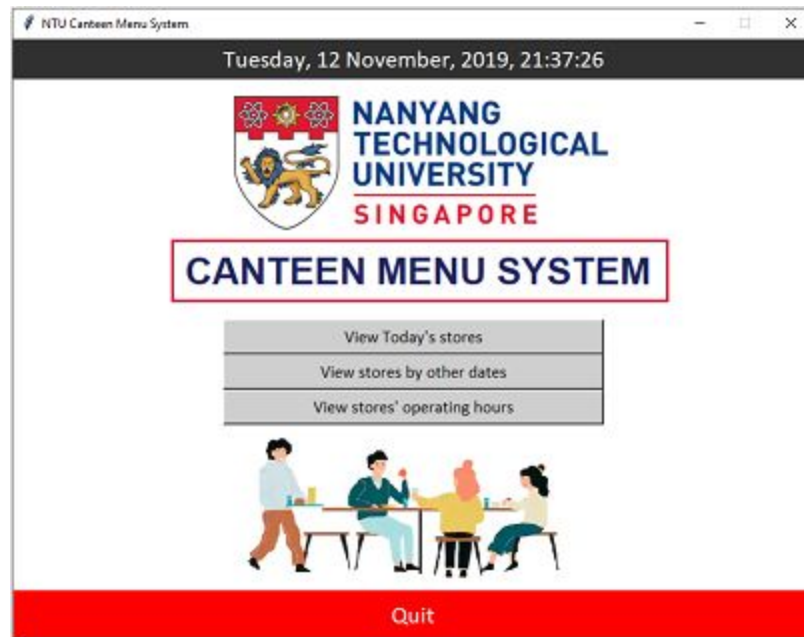 NTU Canteen Menu System
Tuesday, 12 November, 2019, 21:37:26
NANYANG
TECHNOLOGICAL
UNIVERSITY
SINGAPORE
CANTEEN MENU SYSTEM
View Today's stores
View stores by other dates
View stores' operating hours
Quit